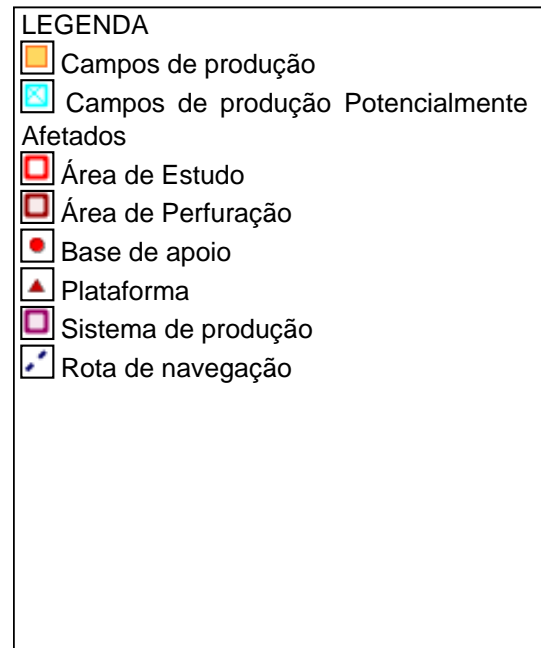 LEGENDA
Campos de produção
Campos de produção Potencialmente
Afetados
Área de Estudo
Área de Perfuração
Base de apoio
Plataforma
Sistema de produção
Rota de navegação